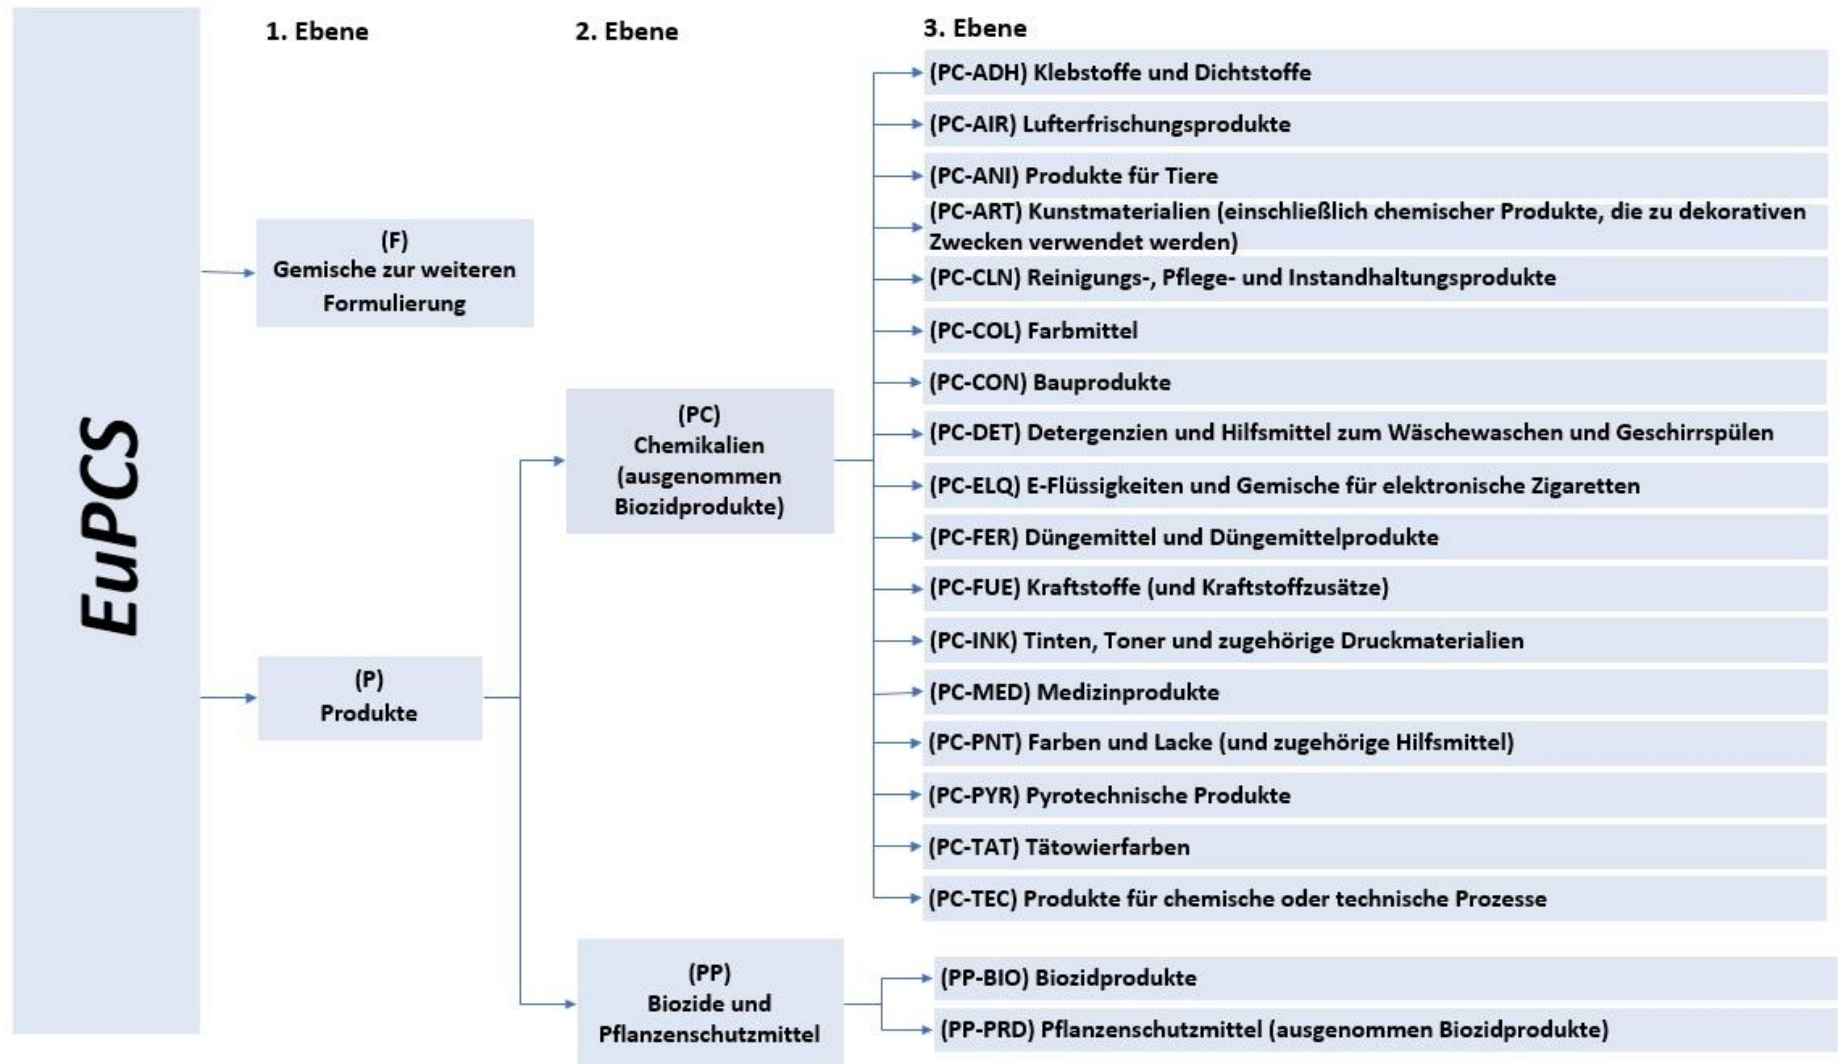 EuPCS
1. Ebene
2. Ebene
3. Ebene
(F)
Gemische zur weiteren
Formulierung
(P)
Produkte
(PC)
Chemikalien
(ausgenommen
Biozidprodukte)
(PC-ADH) Klebstoffe und Dichtstoffe
(PC-AIR) Lufterfrischungsprodukte
(PC-ANI) Produkte für Tiere
(PC-ART) Kunstmaterialien (einschließlich chemischer Produkte, die zu dekorativen
Zwecken verwendet werden)
(PC-CLN) Reinigungs-, Pflege- und Instandhaltungsprodukte
(PC-COL) Farbmittel
(PC-CON) Bauprodukte
(PC-DET) Detergenzien und Hilfsmittel zum Wäschewaschen und Geschirrspülen
(PC-ELQ) E-Flüssigkeiten und Gemische für elektronische Zigaretten
(PC-FER) Düngemittel und Düngemittelprodukte
(PC-FUE) Kraftstoffe (und Kraftstoffzusätze)
(PC-INK) Tinten, Toner und zugehörige Druckmaterialien
(PC-MED) Medizinprodukte
(PC-PNT) Farben und Lacke (und zugehörige Hilfsmittel)
(PC-PYR) Pyrotechnische Produkte
(PC-TAT) Tätowierfarben
(PC-TEC) Produkte für chemische oder technische Prozesse
(PP)
Biozide und
Pflanzenschutzmittel
(PP-BIO) Biozidprodukte
(PP-PRD) Pflanzenschutzmittel (ausgenommen Biozidprodukte)